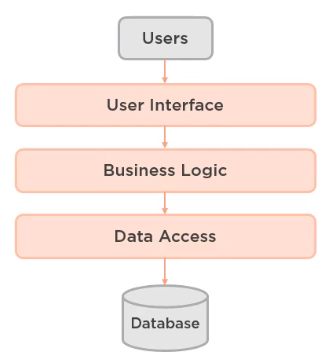 Users
User Interface
Business Logic
Data Access
Database